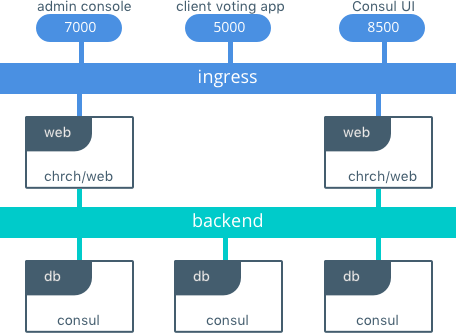 admin console client voting app Consul UI
7000 5000 8500
ingress
web web
chrch/web chrch/web
backend
db db db
consul consul consul